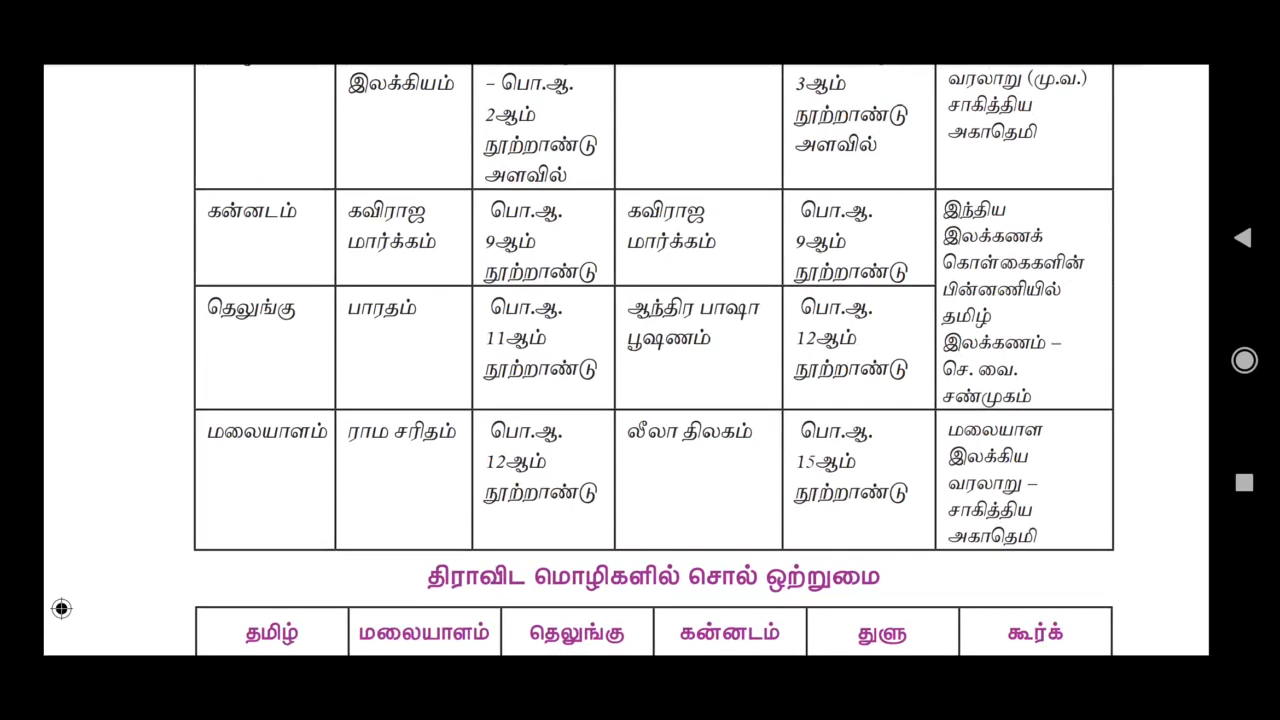 இலக்கியம்
– பொ.ஆ.
2ஆம்
நூற்றாண்டு
அளவில்
3ஆம்
நூற்றாண்டு
அளவில்
வரலாறு (மு.வ.)
சாகித்திய
அகாதெமி
கன்னடம்
கவிராஜ
மார்க்கம்
பொ.ஆ.
9ஆம்
நூற்றாண்டு
கவிராஜ
மார்க்கம்
பொ.ஆ.
9ஆம்
நூற்றாண்டு
இந்திய
இலக்கணக்
கொள்கைகளின்
பின்னணியில்
தமிழ்
இலக்கணம் –
செ. வை.
சண்முகம்
தெலுங்கு
பாரதம்
பொ.ஆ.
11ஆம்
நூற்றாண்டு
ஆந்திர பாஷா
பூஷணம்
பொ.ஆ.
12ஆம்
நூற்றாண்டு
மலையாளம்
ராம சரிதம்
பொ.ஆ.
12ஆம்
நூற்றாண்டு
லீலா திலகம்
பொ.ஆ.
15ஆம்
நூற்றாண்டு
மலையாள
இலக்கிய
வரலாறு –
சாகித்திய
அகாதெமி
திராவிட மொழிகளில் சொல் ஒற்றுமை
தமிழ்
மலையாளம்
தெலுங்கு
கன்னடம்
துளு
கூர்க்